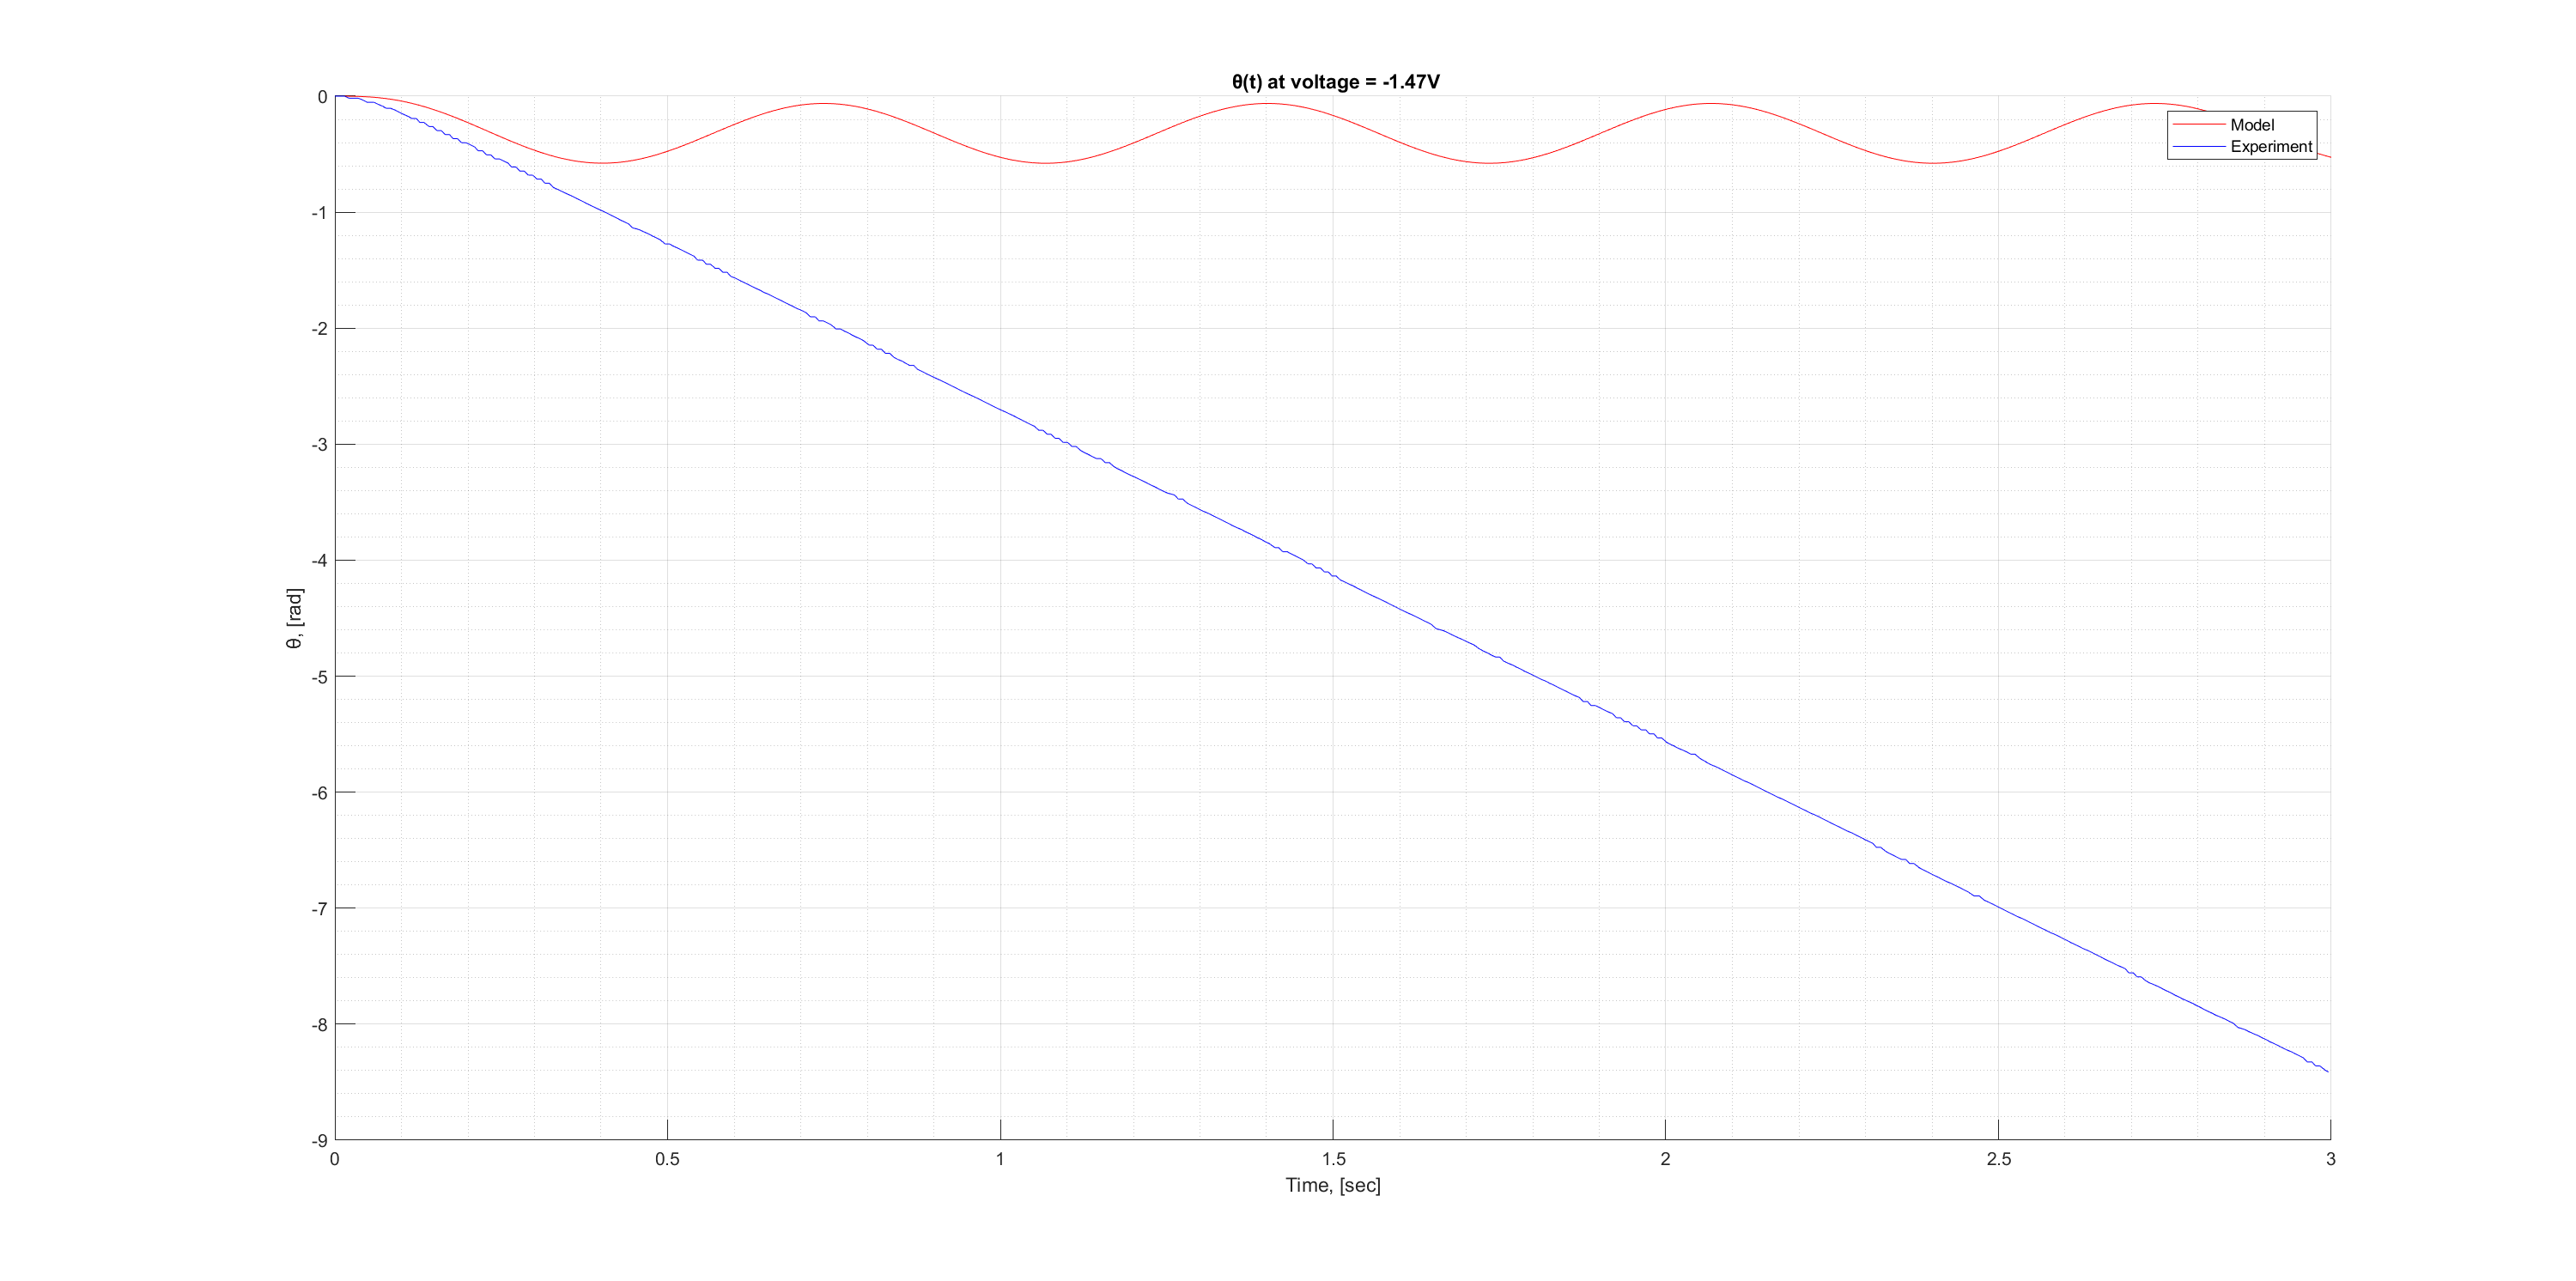 θ(t) at voltage = -1.47V
Model
Experiment
0
-1
-2
-3
-4
-5
-6
-7
-8
-9
θ, [rad]
0 0.5 1 1.5 2 2.5 3
Time, [sec]